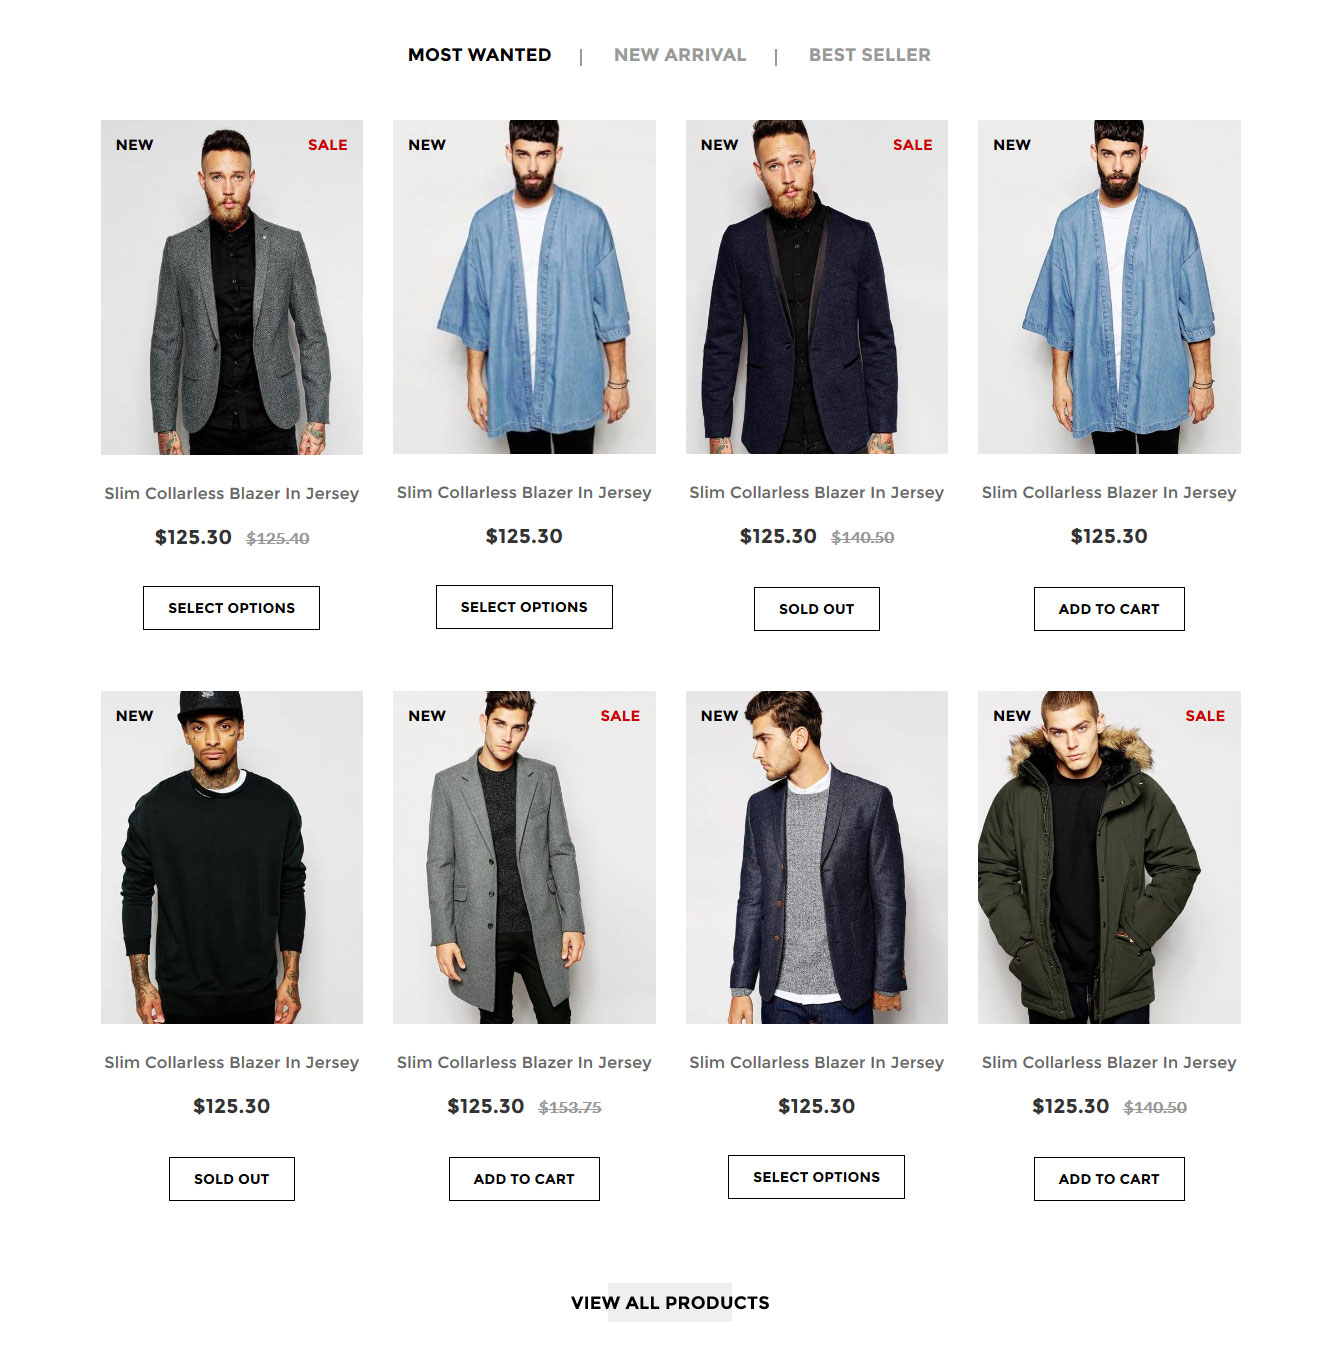 MOST WANTED | NEW ARRIVAL | BEST SELLER
NEW SALE NEW NEW SALE NEW
Slim Collarless Blazer In Jersey Slim Collarless Blazer In Jersey Slim Collarless Blazer In Jersey Slim Collarless Blazer In Jersey
$125.30 $125.40 $125.30 $125.30 $140.50 $125.30
SELECT OPTIONS SELECT OPTIONS SOLD OUT ADD TO CART
NEW NEW SALE NEW NEW SALE
Slim Collarless Blazer In Jersey Slim Collarless Blazer In Jersey Slim Collarless Blazer In Jersey Slim Collarless Blazer In Jersey
$125.30 $125.30 $153.75 $125.30 $125.30 $140.50
SOLD OUT ADD TO CART SELECT OPTIONS ADD TO CART
VIEW ALL PRODUCTS